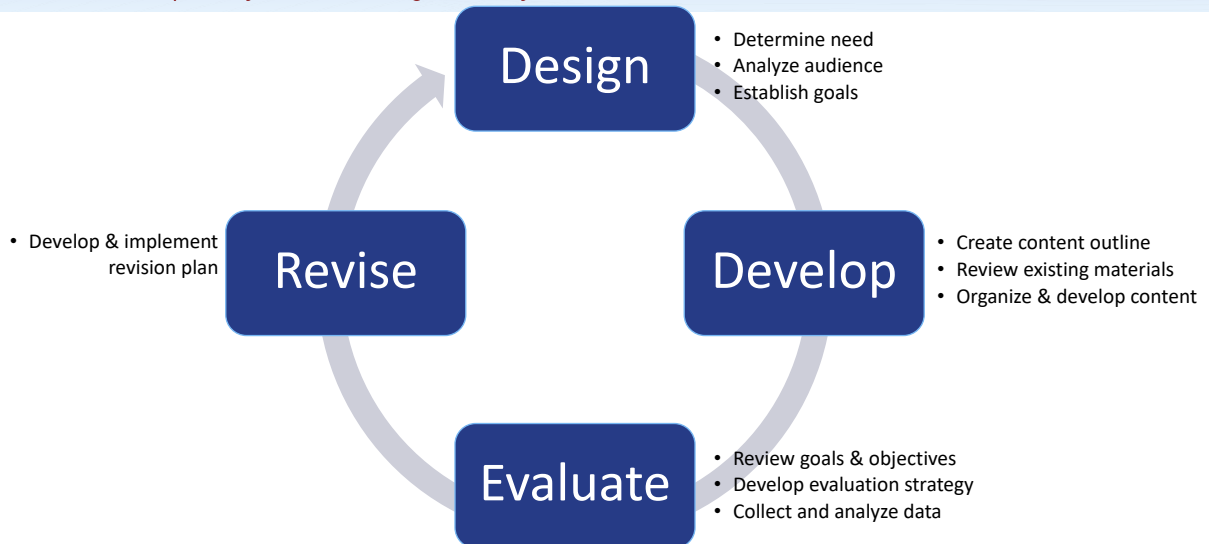 Design
• Determine need
• Analyze audience
• Establish goals
Develop
• Create content outline
• Review existing materials
• Organize & develop content
Evaluate
• Review goals & objectives
• Develop evaluation strategy
• Collect and analyze data
Revise
• Develop & implement
revision plan